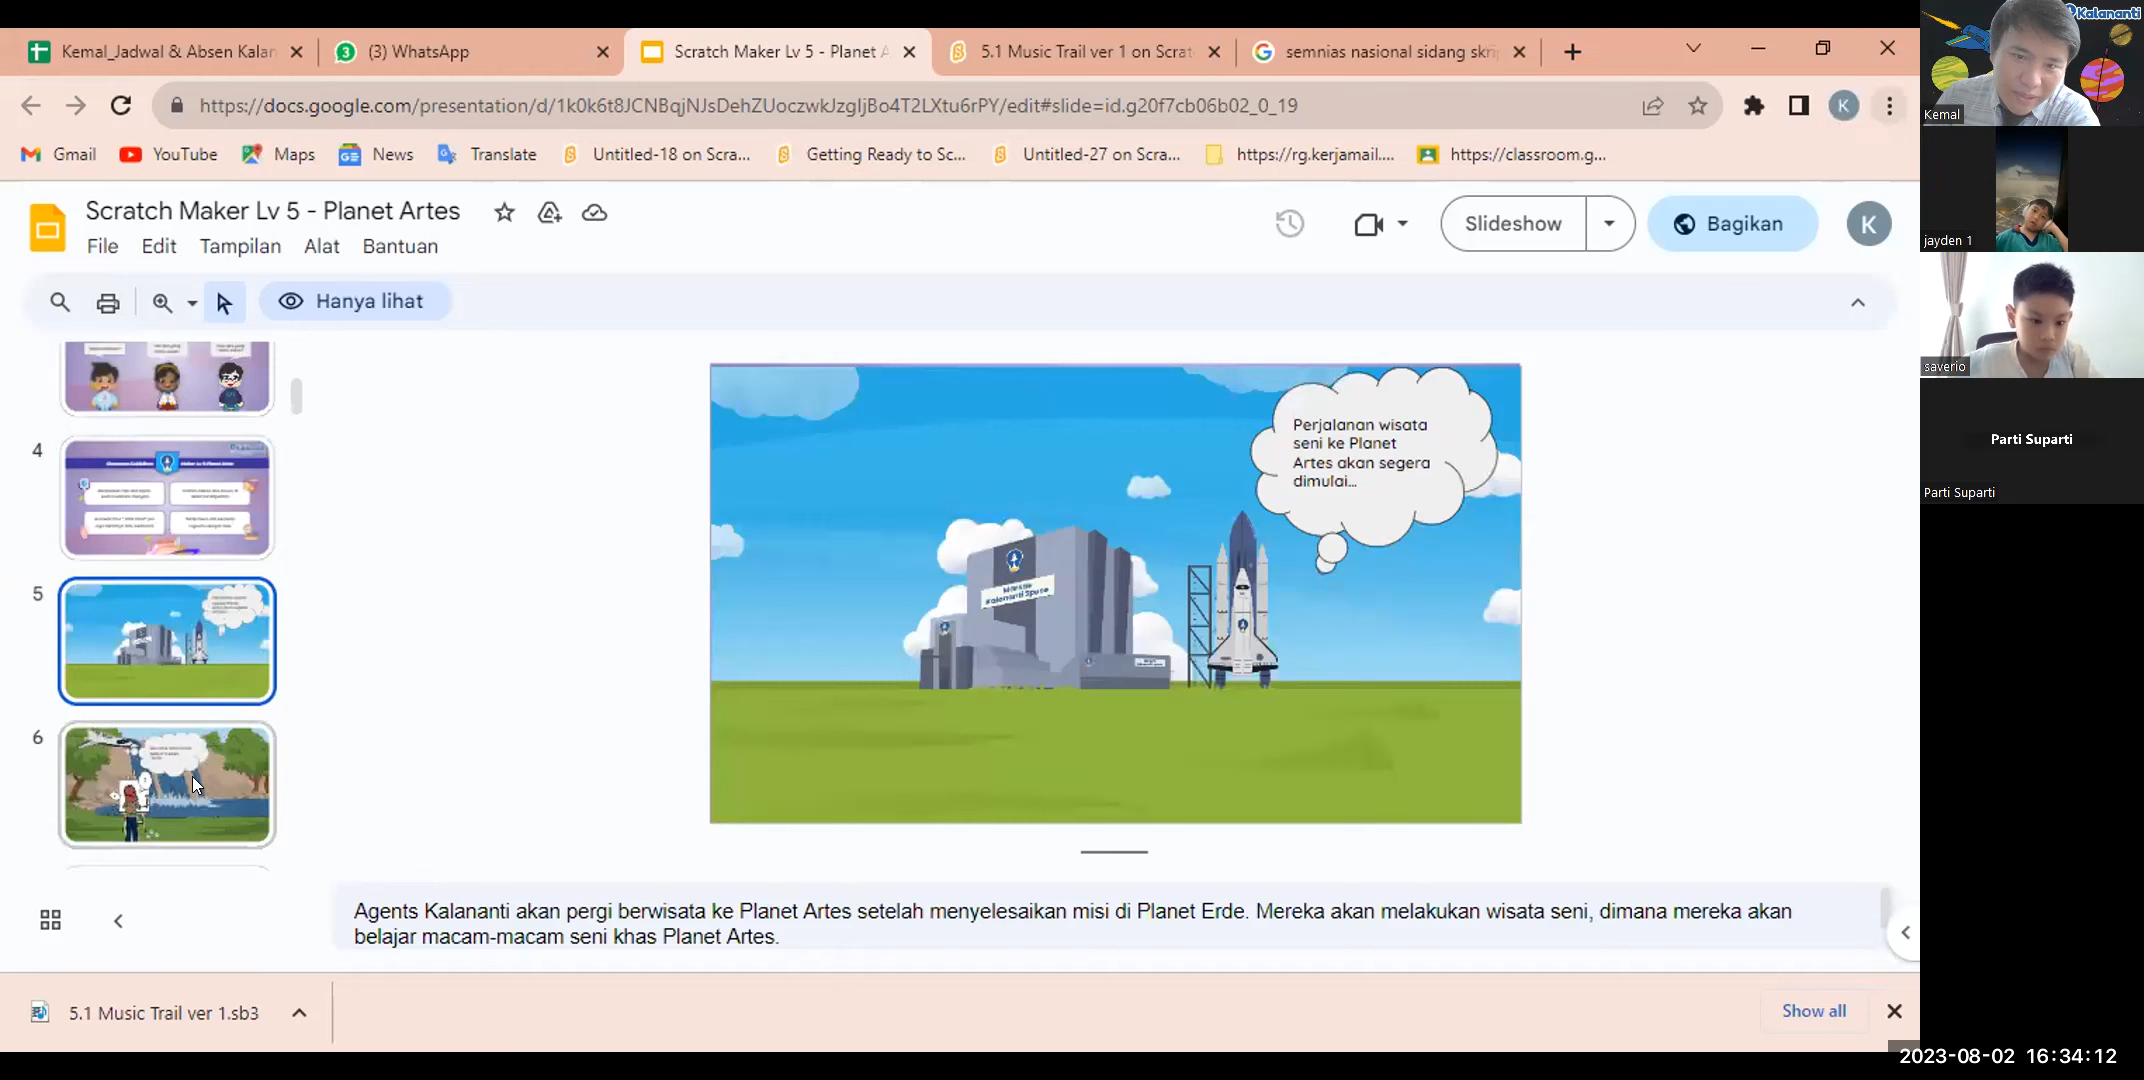 Kemal_Jadwal & Absen Kalan
(3) WhatsApp
Scratch Maker Lv 5 - Planet A
5.1 Music Trail ver 1 on Scrat
semnias nasional sidang skri
https://docs.google.com/presentation/d/1k0k6t8JCNBqjNJsDehZUoczwkJzgIjBo4T2LXtu6rPY/edit#slide=id.g20f7cb06b02_0_19
K
Gmail
YouTube
Maps
News
Translate
Untitled-18 on Scra...
Getting Ready to Sc...
Untitled-27 on Scra...
https://rg.kerjamail....
https://classroom.g...
Scratch Maker Lv 5 - Planet Artes
File Edit Tampilan Alat Bantuan
Slideshow
Bagikan
K
Hanya lihat
4
5
6
Perjalanan wisata
seni ke Planet
Artes akan segera
dimulai...
Kalananti Space
Agents Kalananti akan pergi berwisata ke Planet Artes setelah menyelesaikan misi di Planet Erde. Mereka akan melakukan wisata seni, dimana mereka akan
belajar macam-macam seni khas Planet Artes.
5.1 Music Trail ver 1.sb3
Show all
Kalananti
Kemal
jayden 1
saverio
Parti Suparti
Parti Suparti
2023-08-02 16:34:12